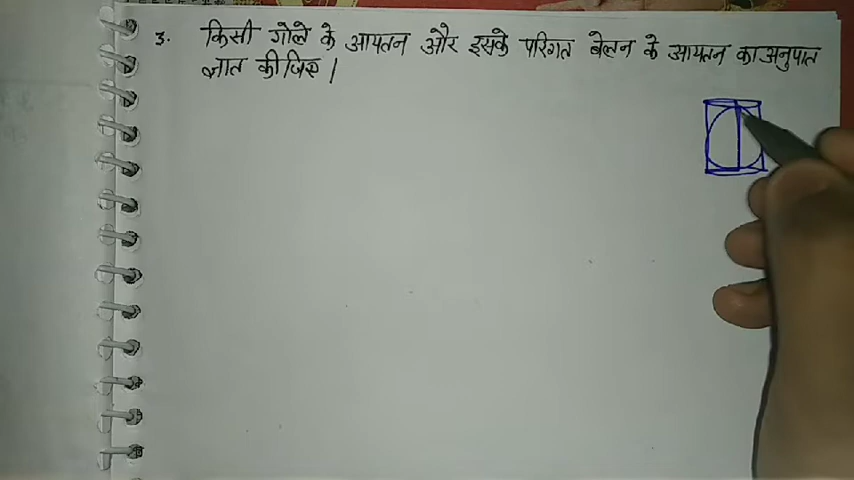 3. किसी गोले के आयतन और इसके परिगत बेलन के आयतन का अनुपात
ज्ञात कीजिए।